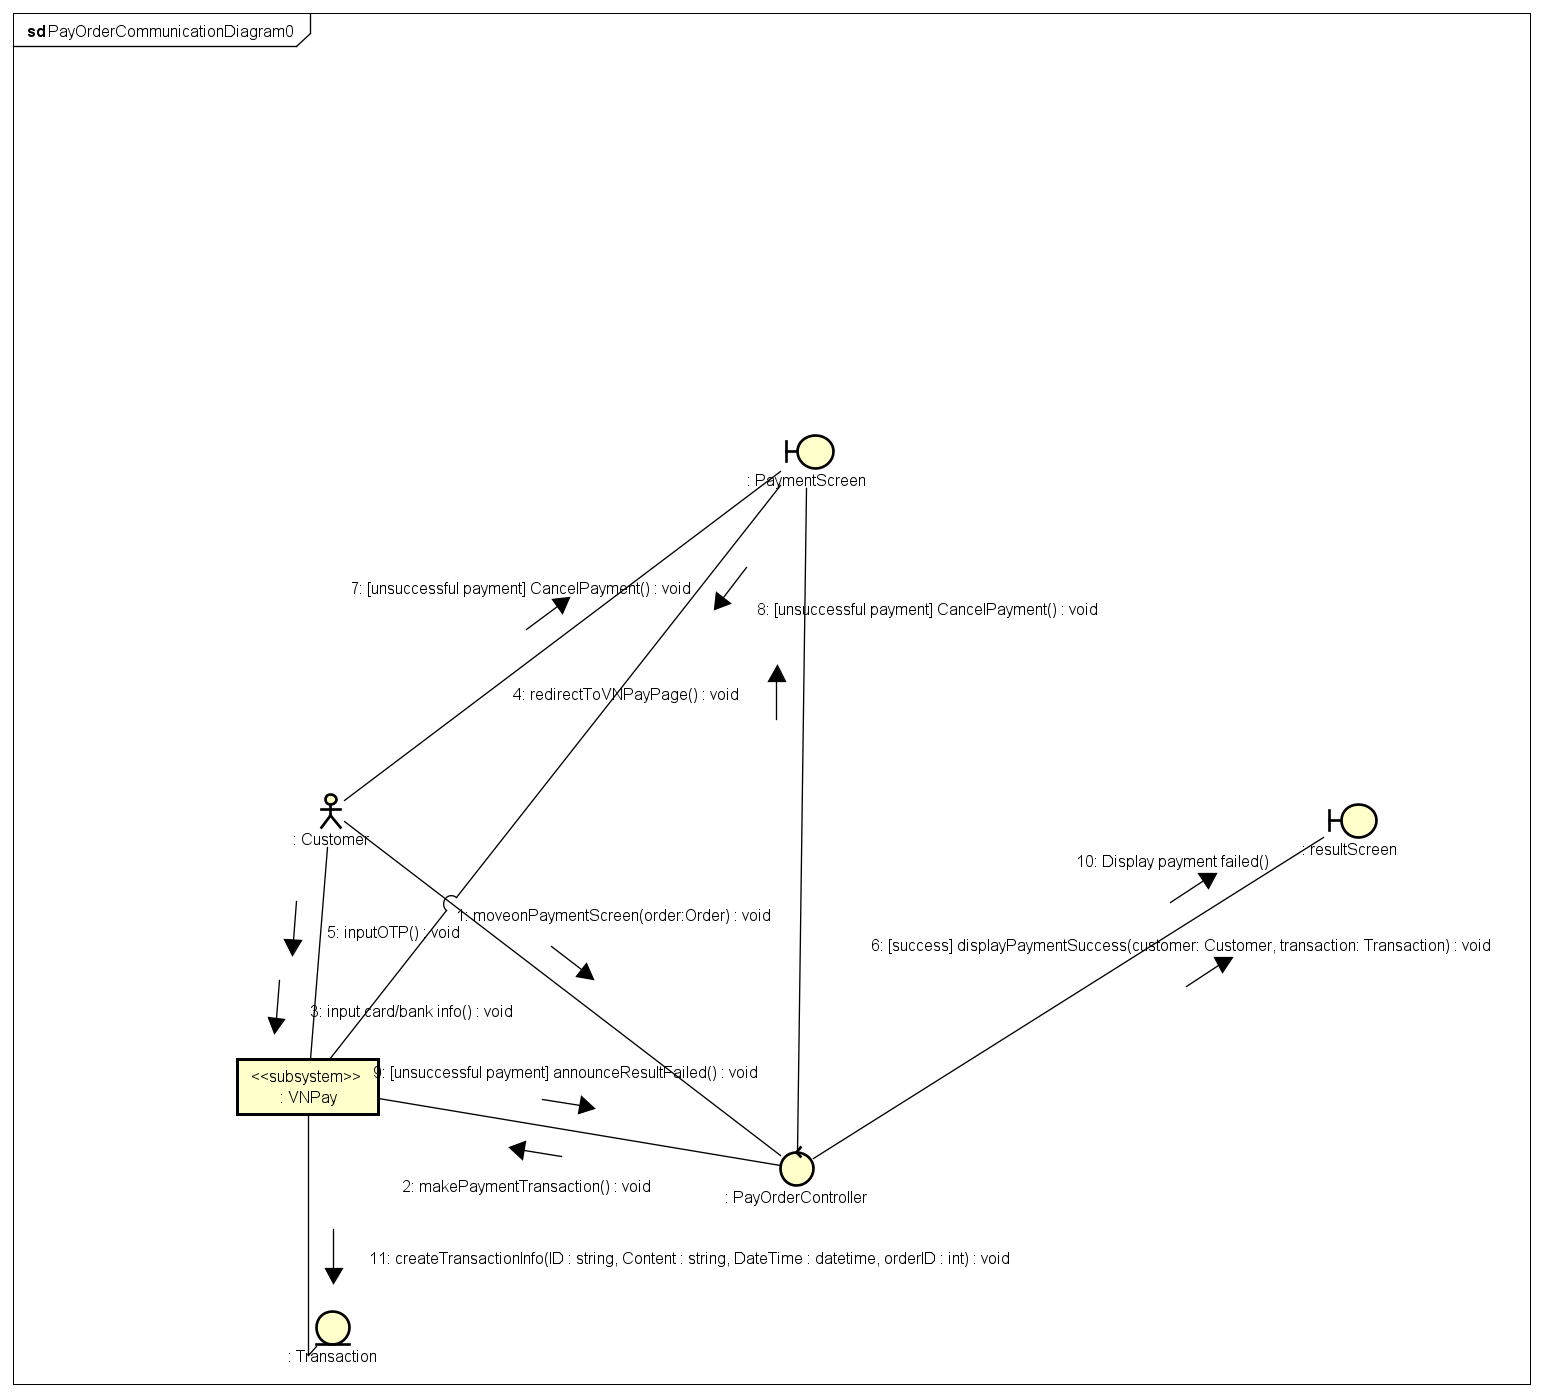 sd PayOrderCommunicationDiagram0
: PaymentScreen
7: [unsuccessful payment] CancelPayment() : void
8: [unsuccessful payment] CancelPayment() : void
4: redirectToVNPayPage() : void
: Customer
: resultScreen
10: Display payment failed()
1: moveonPaymentScreen(order:Order) : void
5: inputOTP() : void
6: [success] displayPaymentSuccess(customer: Customer, transaction: Transaction) : void
3: input card/bank info() : void
9: [unsuccessful payment] announceResultFailed() : void
<<subsystem>>
: VNPay
2: makePaymentTransaction() : void
: PayOrderController
11: createTransactionInfo(ID : string, Content : string, DateTime : datetime, orderID : int) : void
: Transaction